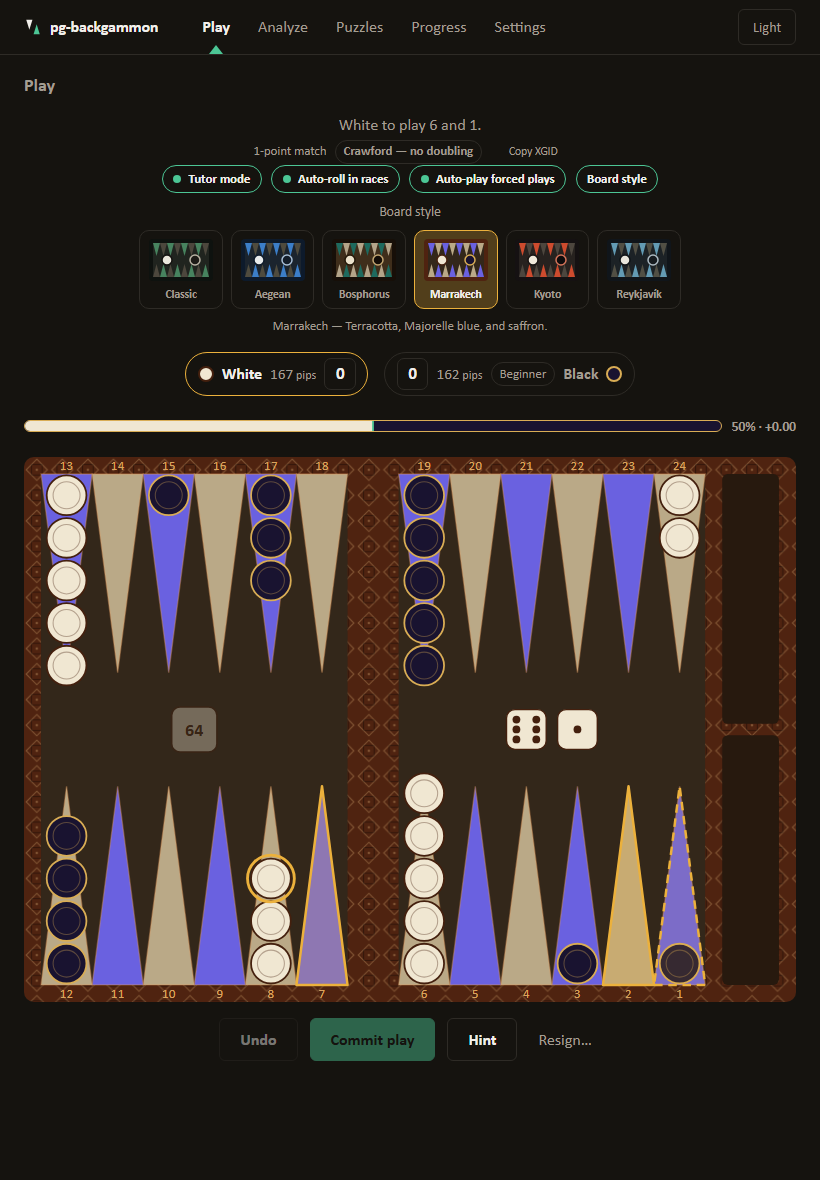 pg-backgammon Play Analyze Puzzles Progress Settings Light
Play
White to play 6 and 1.
1-point match Crawford — no doubling Copy XGID
Tutor mode Auto-roll in races Auto-play forced plays Board style
Board style
Classic Aegean Bosphorus Marrakech Kyoto Reykjavik
Marrakech — Terracotta, Majorelle blue, and saffron.
White 167 pips 0 0 162 pips Beginner Black
50% · +0.00
13 14 15 16 17 18 19 20 21 22 23 24
64
12 11 10 9 8 7 6 5 4 3 2 1
Undo Commit play Hint Resign...